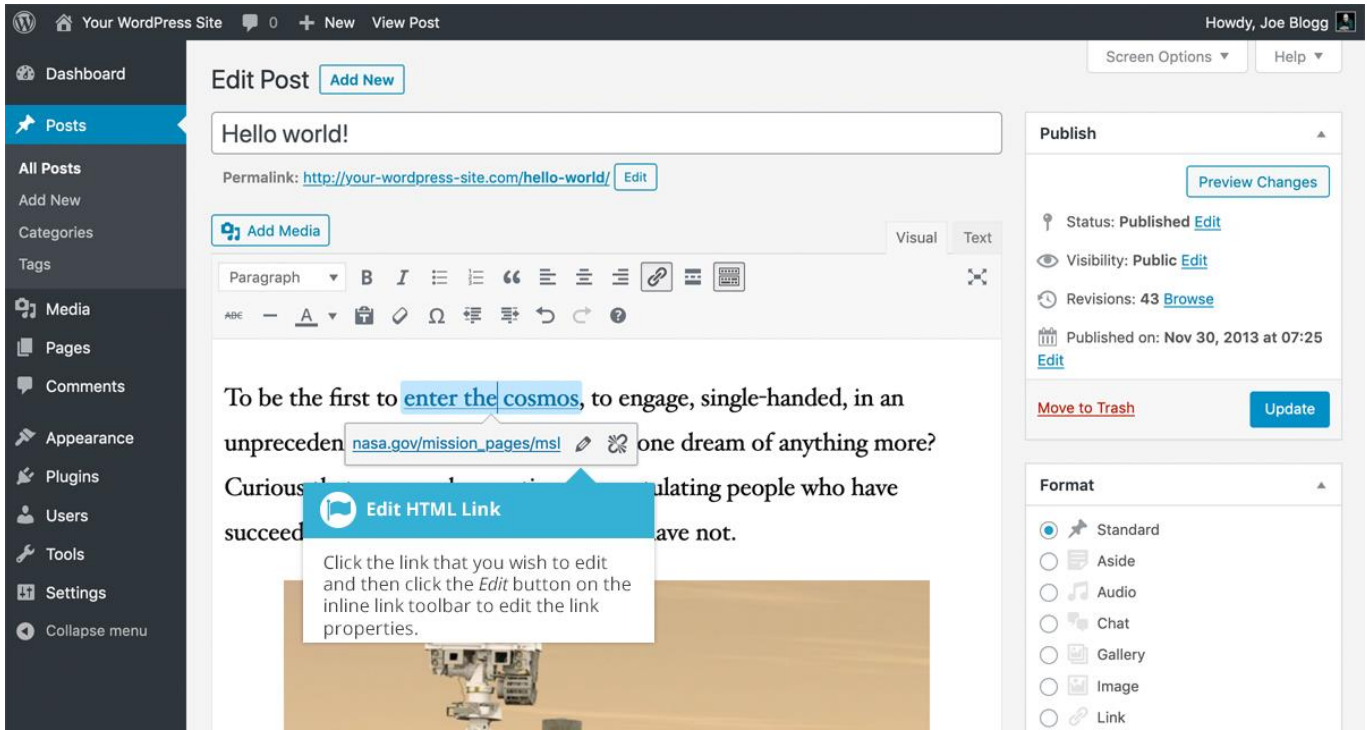 Your WordPress Site 0 + New View Post Howdy, Joe Blogg
Screen Options ▼ Help ▼
Dashboard
Posts
All Posts
Add New
Categories
Tags
Media
Pages
Comments
Appearance
Plugins
Users
Tools
Settings
Collapse menu
Edit Post Add New
Hello world!
Permalink: http://your-wordpress-site.com/hello-world/ Edit
Add Media
Visual Text
Paragraph ▼ B I “
ABC — A ▼ T Ω ?
To be the first to enter the cosmos, to engage, single-handed, in an
unpreceden nasa.gov/mission_pages/msl one dream of anything more?
Curious ulating people who have
succeed ave not.
Edit HTML Link
Click the link that you wish to edit
and then click the Edit button on the
inline link toolbar to edit the link
properties.
Publish
Preview Changes
Status: Published Edit
Visibility: Public Edit
Revisions: 43 Browse
Published on: Nov 30, 2013 at 07:25
Edit
Move to Trash Update
Format
Standard
Aside
Audio
Chat
Gallery
Image
Link